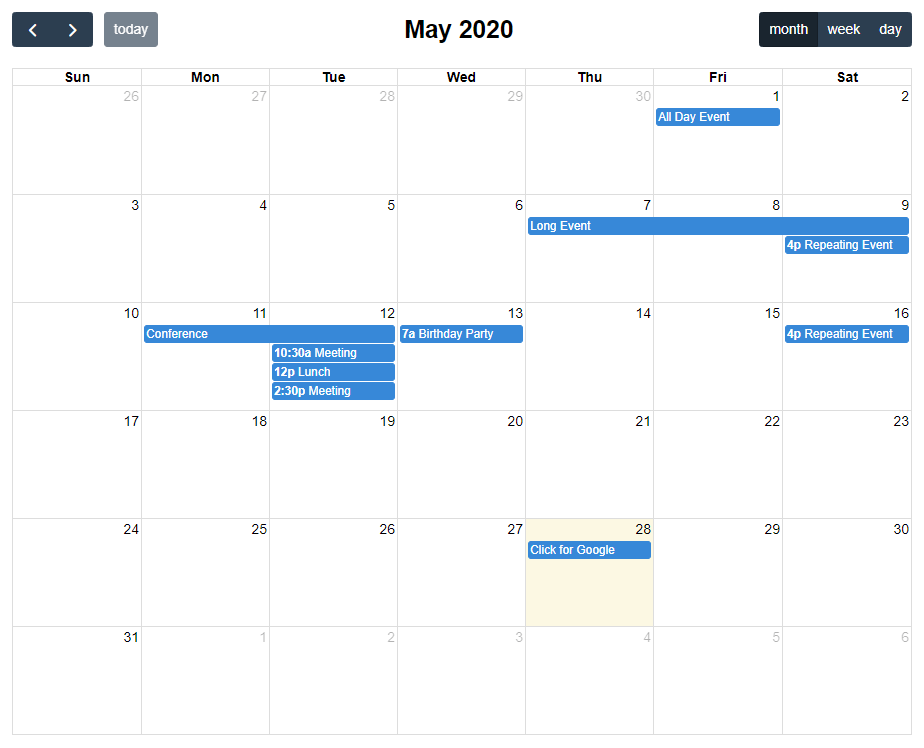 today
May 2020
month week day
Sun Mon Tue Wed Thu Fri Sat
26 27 28 29 30 1 2
All Day Event
3 4 5 6 7 8 9
Long Event
4p Repeating Event
10 11 12 13 14 15 16
Conference 7a Birthday Party 4p Repeating Event
10:30a Meeting
12p Lunch
2:30p Meeting
17 18 19 20 21 22 23
24 25 26 27 28 29 30
Click for Google
31 1 2 3 4 5 6